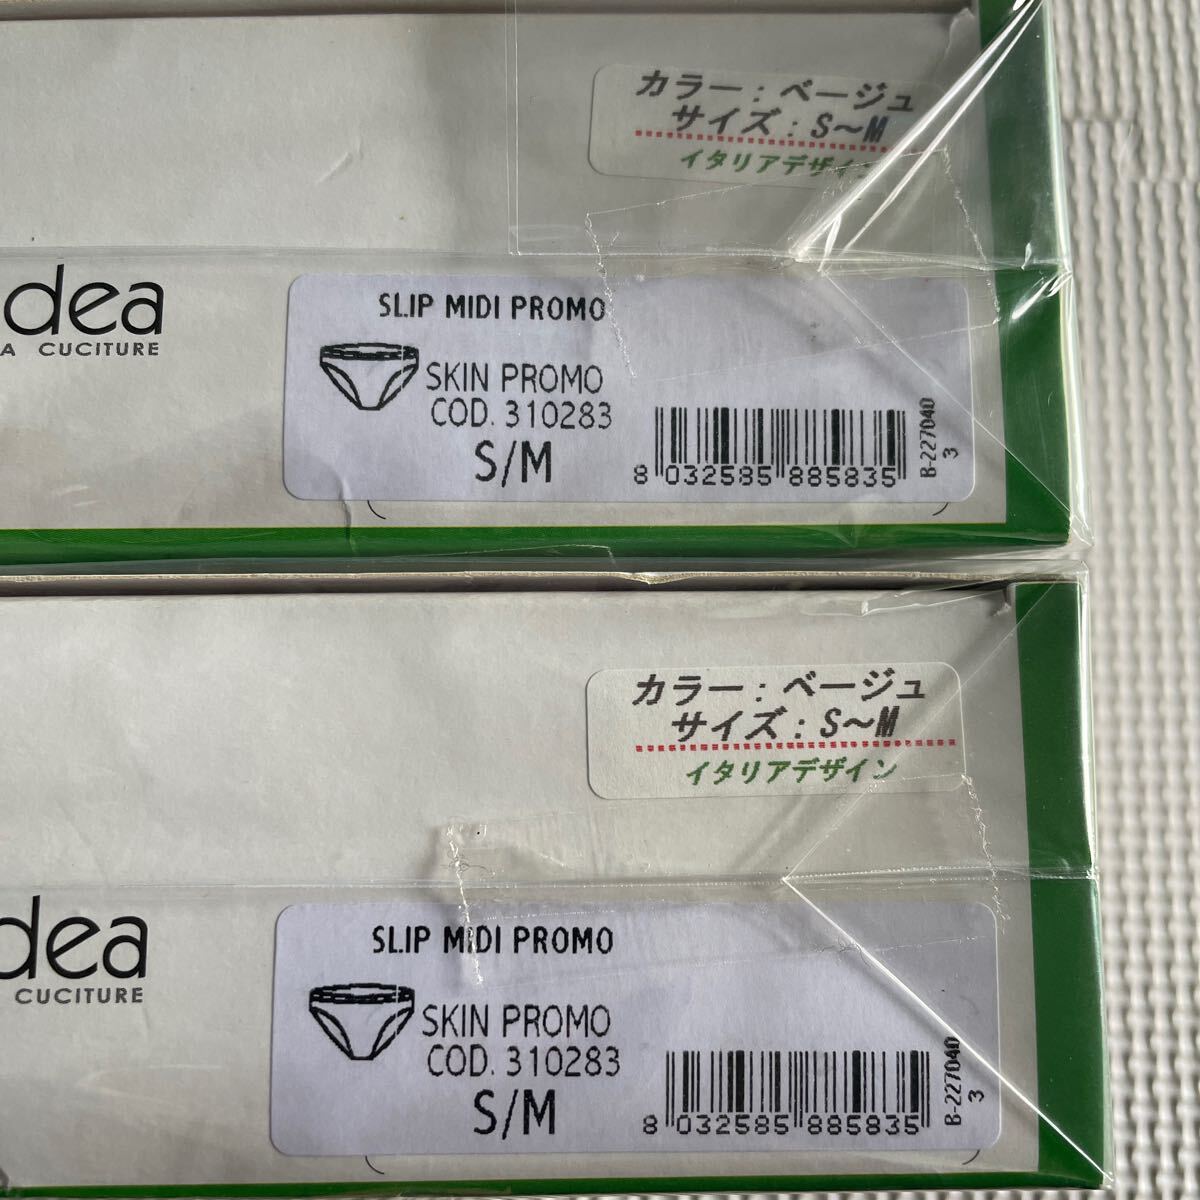 カラー：ベージュ
サイズ：S〜M
イタリアデザイン
dea
A CUCITURE
SLIP MIDI PROMO
SKIN PROMO
COD. 310283
S/M
8 032585 885835
B-227040
3
カラー：ベージュ
サイズ：S〜M
イタリアデザイン
dea
CUCITURE
SLIP MIDI PROMO
SKIN PROMO
COD. 310283
S/M
8 032585 885835
B-227040
3